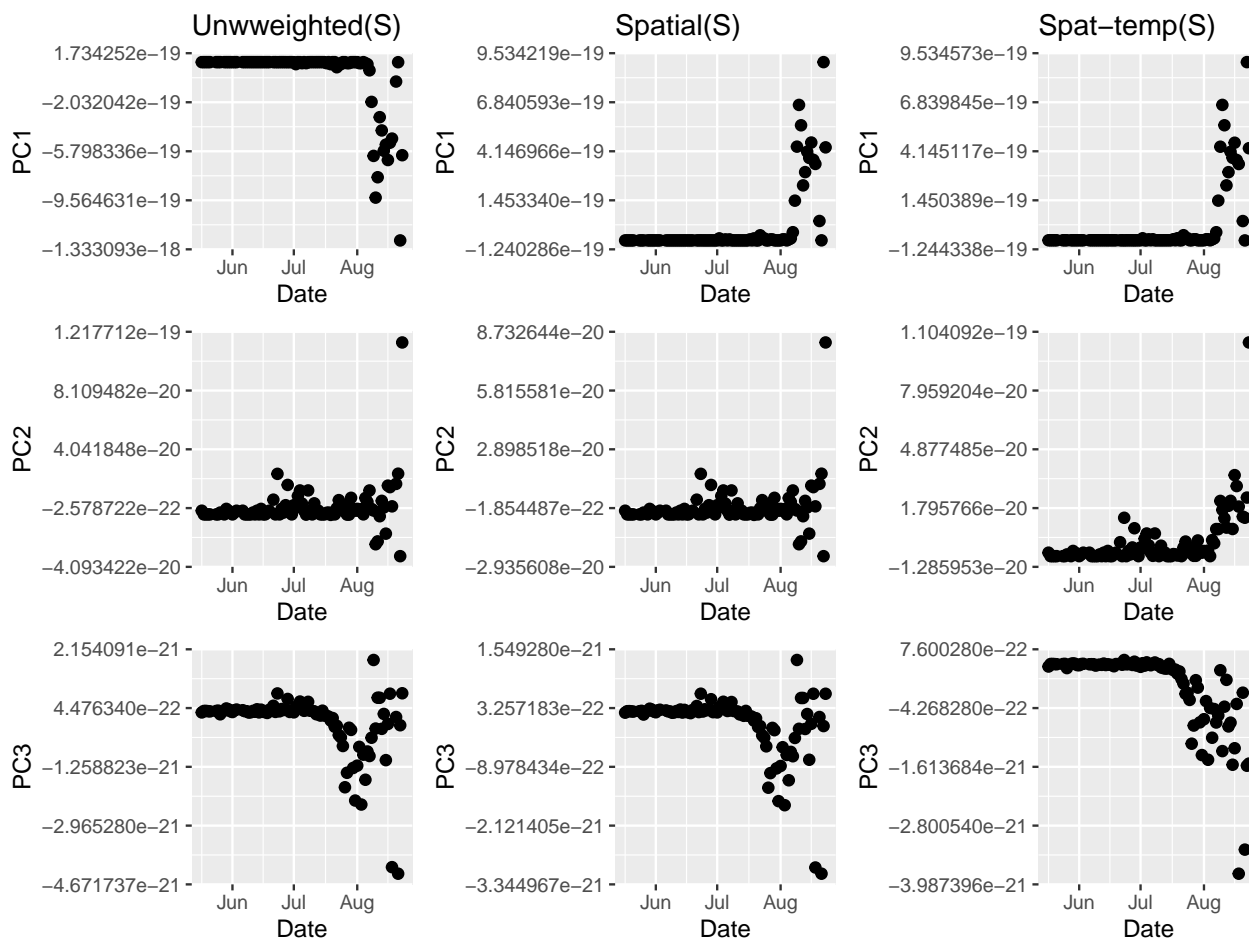 Unwweighted(S)
Spatial(S)
Spat−temp(S)
1.734252e−19
−2.032042e−19
−5.798336e−19
−9.564631e−19
−1.333093e−18
PC1
Jun Jul Aug
Date
9.534219e−19
6.840593e−19
4.146966e−19
1.453340e−19
−1.240286e−19
PC1
Jun Jul Aug
Date
9.534573e−19
6.839845e−19
4.145117e−19
1.450389e−19
−1.244338e−19
PC1
Jun Jul Aug
Date
1.217712e−19
8.109482e−20
4.041848e−20
−2.578722e−22
−4.093422e−20
PC2
Jun Jul Aug
Date
8.732644e−20
5.815581e−20
2.898518e−20
−1.854487e−22
−2.935608e−20
PC2
Jun Jul Aug
Date
1.104092e−19
7.959204e−20
4.877485e−20
1.795766e−20
−1.285953e−20
PC2
Jun Jul Aug
Date
2.154091e−21
4.476340e−22
−1.258823e−21
−2.965280e−21
−4.671737e−21
PC3
Jun Jul Aug
Date
1.549280e−21
3.257183e−22
−8.978434e−22
−2.121405e−21
−3.344967e−21
PC3
Jun Jul Aug
Date
7.600280e−22
−4.268280e−22
−1.613684e−21
−2.800540e−21
−3.987396e−21
PC3
Jun Jul Aug
Date